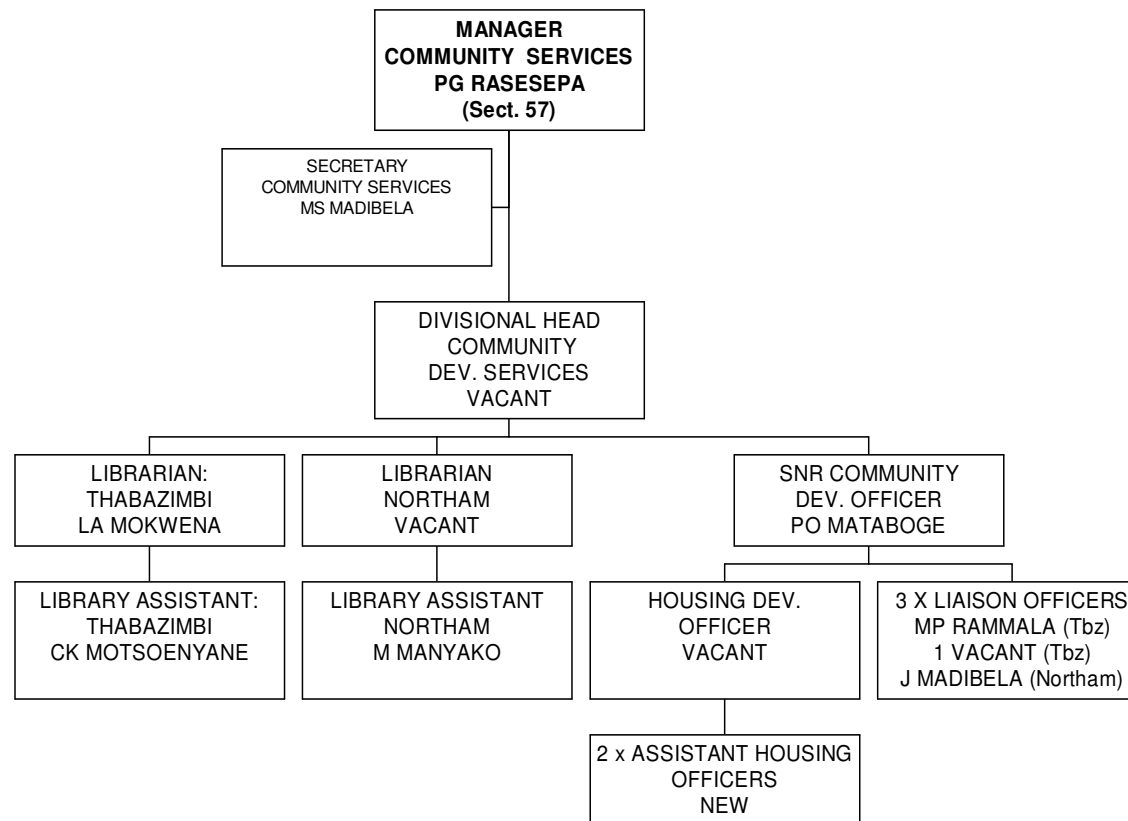 MANAGER
COMMUNITY SERVICES
PG RASESEPA
(Sect. 57)
SECRETARY
COMMUNITY SERVICES
MS MADIBELA
DIVISIONAL HEAD
COMMUNITY
DEV. SERVICES
VACANT
LIBRARIAN:
THABAZIMBI
LA MOKWENA
LIBRARIAN
NORTHAM
VACANT
SNR COMMUNITY
DEV. OFFICER
PO MATABOGE
LIBRARY ASSISTANT:
THABAZIMBI
CK MOTSOENYANE
LIBRARY ASSISTANT
NORTHAM
M MANYAKO
HOUSING DEV.
OFFICER
VACANT
3 X LIAISON OFFICERS
MP RAMMALA (Tbz)
1 VACANT (Tbz)
J MADIBELA (Northam)
2 x ASSISTANT HOUSING
OFFICERS
NEW